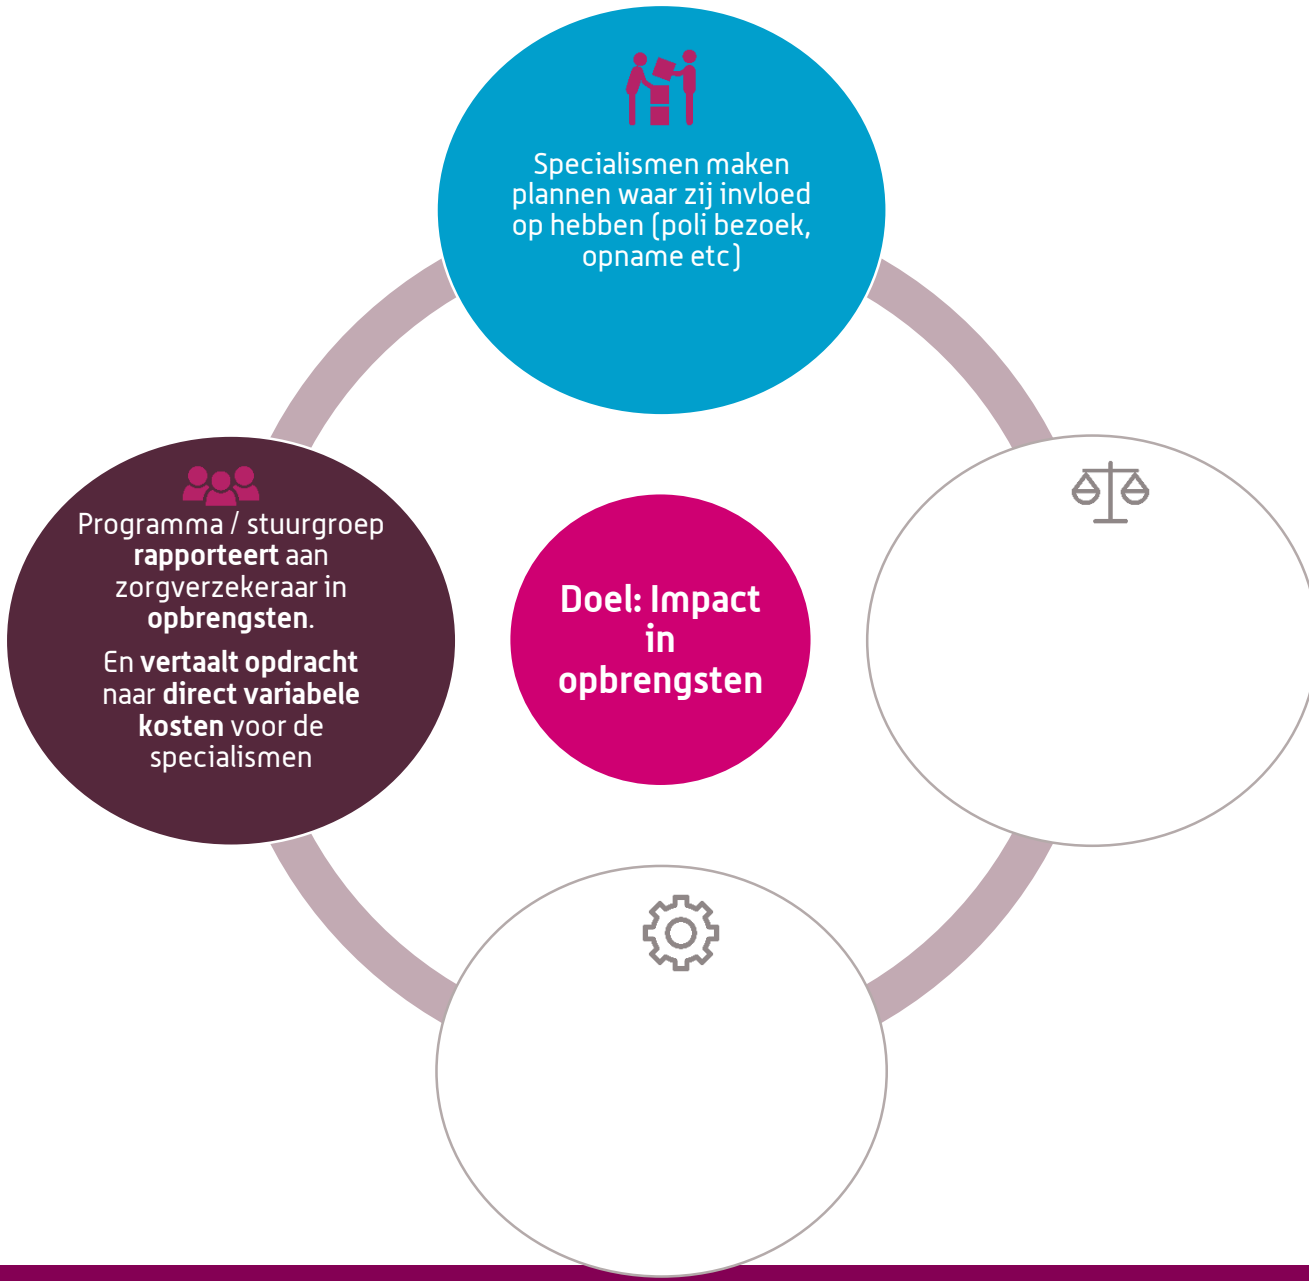 Specialismen maken
plannen waar zij invloed
op hebben (poli bezoek,
opname etc)
Programma / stuurgroep
rapporteert aan
zorgverzekeraar in
opbrengsten.
En vertaalt opdracht
naar direct variabele
kosten voor de
specialismen
Doel: Impact
in
opbrengsten